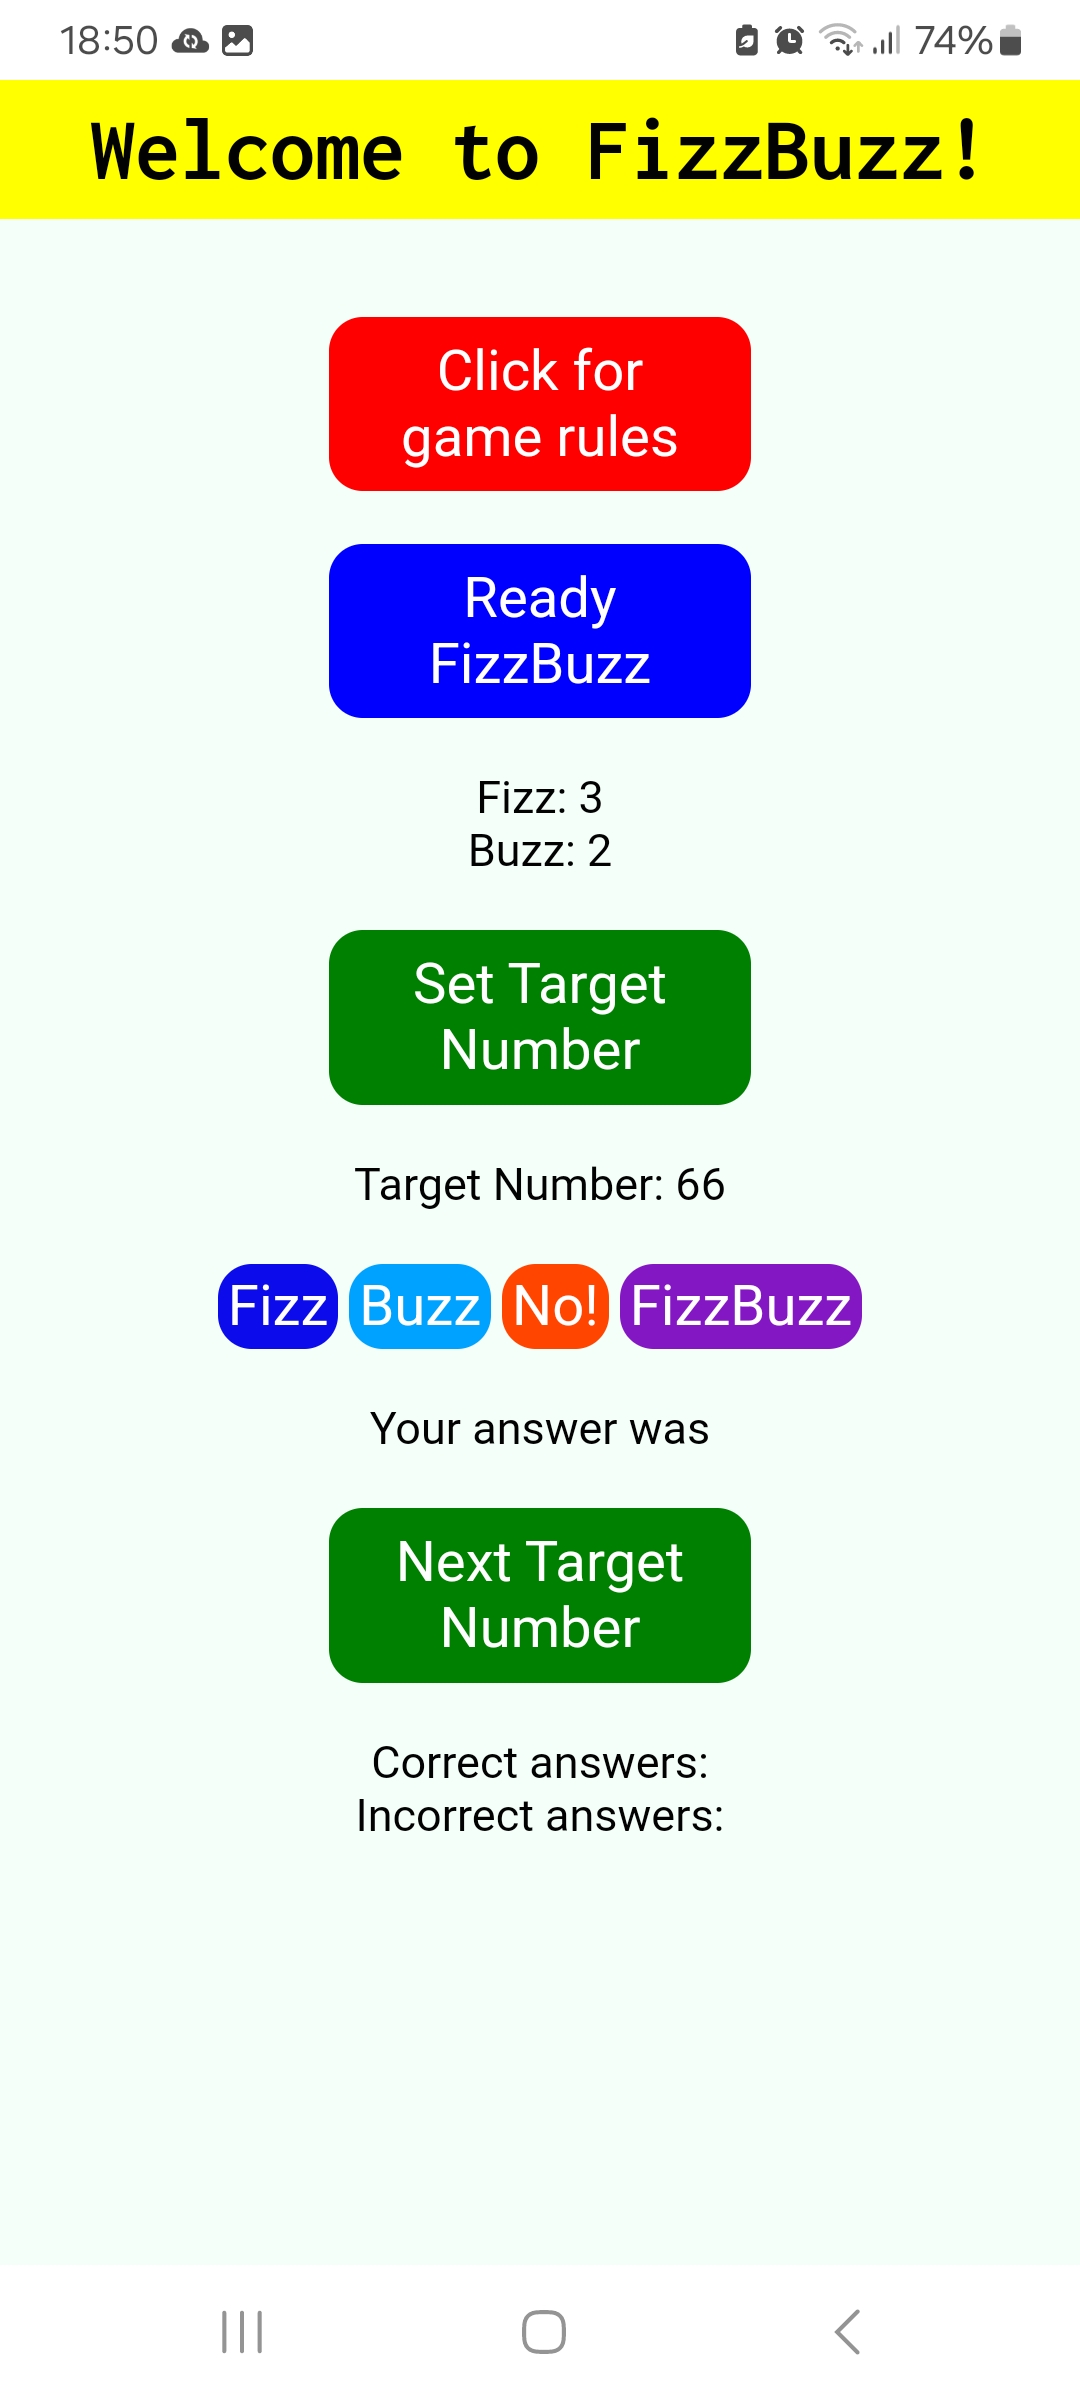 18:50 74%
Welcome to FizzBuzz!
Click for
game rules
Ready
FizzBuzz
Fizz: 3
Buzz: 2
Set Target
Number
Target Number: 66
Fizz Buzz No! FizzBuzz
Your answer was
Next Target
Number
Correct answers:
Incorrect answers: